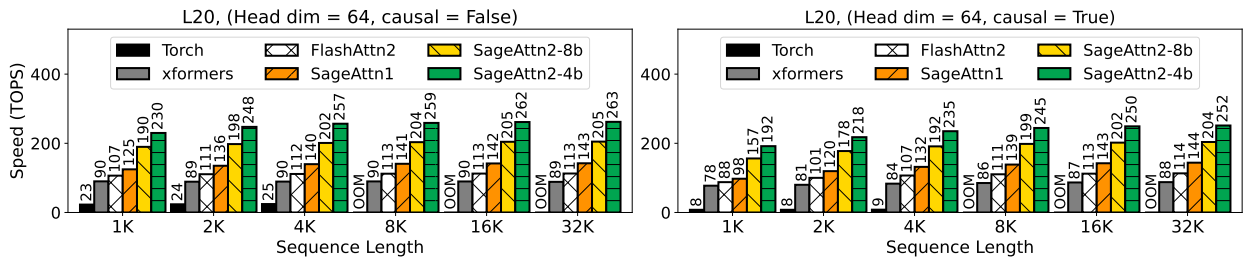 L20, (Head dim = 64, causal = False)
Torch FlashAttn2 SageAttn2-8b
xformers SageAttn1 SageAttn2-4b
Speed (TOPS)
400
200
0
23 90 107 125 190 230
24 89 111 136 198 248
25 90 112 140 202 257
OOM 90 113 141 204 259
OOM 90 113 142 205 262
OOM 89 113 143 205 263
1K 2K 4K 8K 16K 32K
Sequence Length
L20, (Head dim = 64, causal = True)
Torch FlashAttn2 SageAttn2-8b
xformers SageAttn1 SageAttn2-4b
400
200
0
8 78 88 98 157 192
8 81 101 120 178 218
9 84 107 132 192 235
OOM 86 111 139 199 245
OOM 87 113 143 202 250
OOM 88 114 144 204 252
1K 2K 4K 8K 16K 32K
Sequence Length